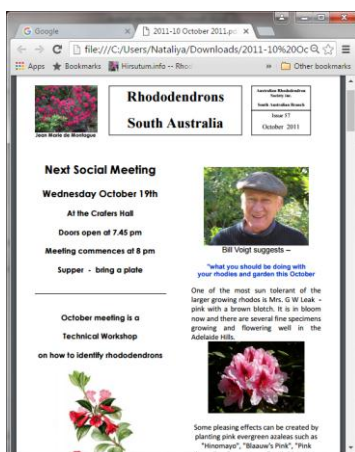 Google
2011-10 October 2011.pd
file:///C:/Users/Nataliya/Downloads/2011-10%20Oc
Apps
Bookmarks
Hirsutum.info -- Rho
»
Other bookmarks
Jean Marie de Montague
Rhododendrons
South Australia
Australian Rhododendron
Society Inc.
South Australian Branch
Issue 57
October 2011
Next Social Meeting
Wednesday October 19th
At the Crafers Hall
Doors open at 7.45 pm
Meeting commences at 8 pm
Supper - bring a plate
October meeting is a
Technical Workshop
on how to identify rhododendrons
Bill Voigt suggests –
"what you should be doing with
your rhodies and garden this October
One of the most sun tolerant of the
larger growing rhodos is Mrs. G W Leak -
pink with a brown blotch. It is in bloom
now and there are several fine specimens
growing and flowering well in the
Adelaide Hills.
Some pleasing effects can be created by
planting pink evergreen azaleas such as
"Hinomayo", "Blaauw's Pink", "Pink